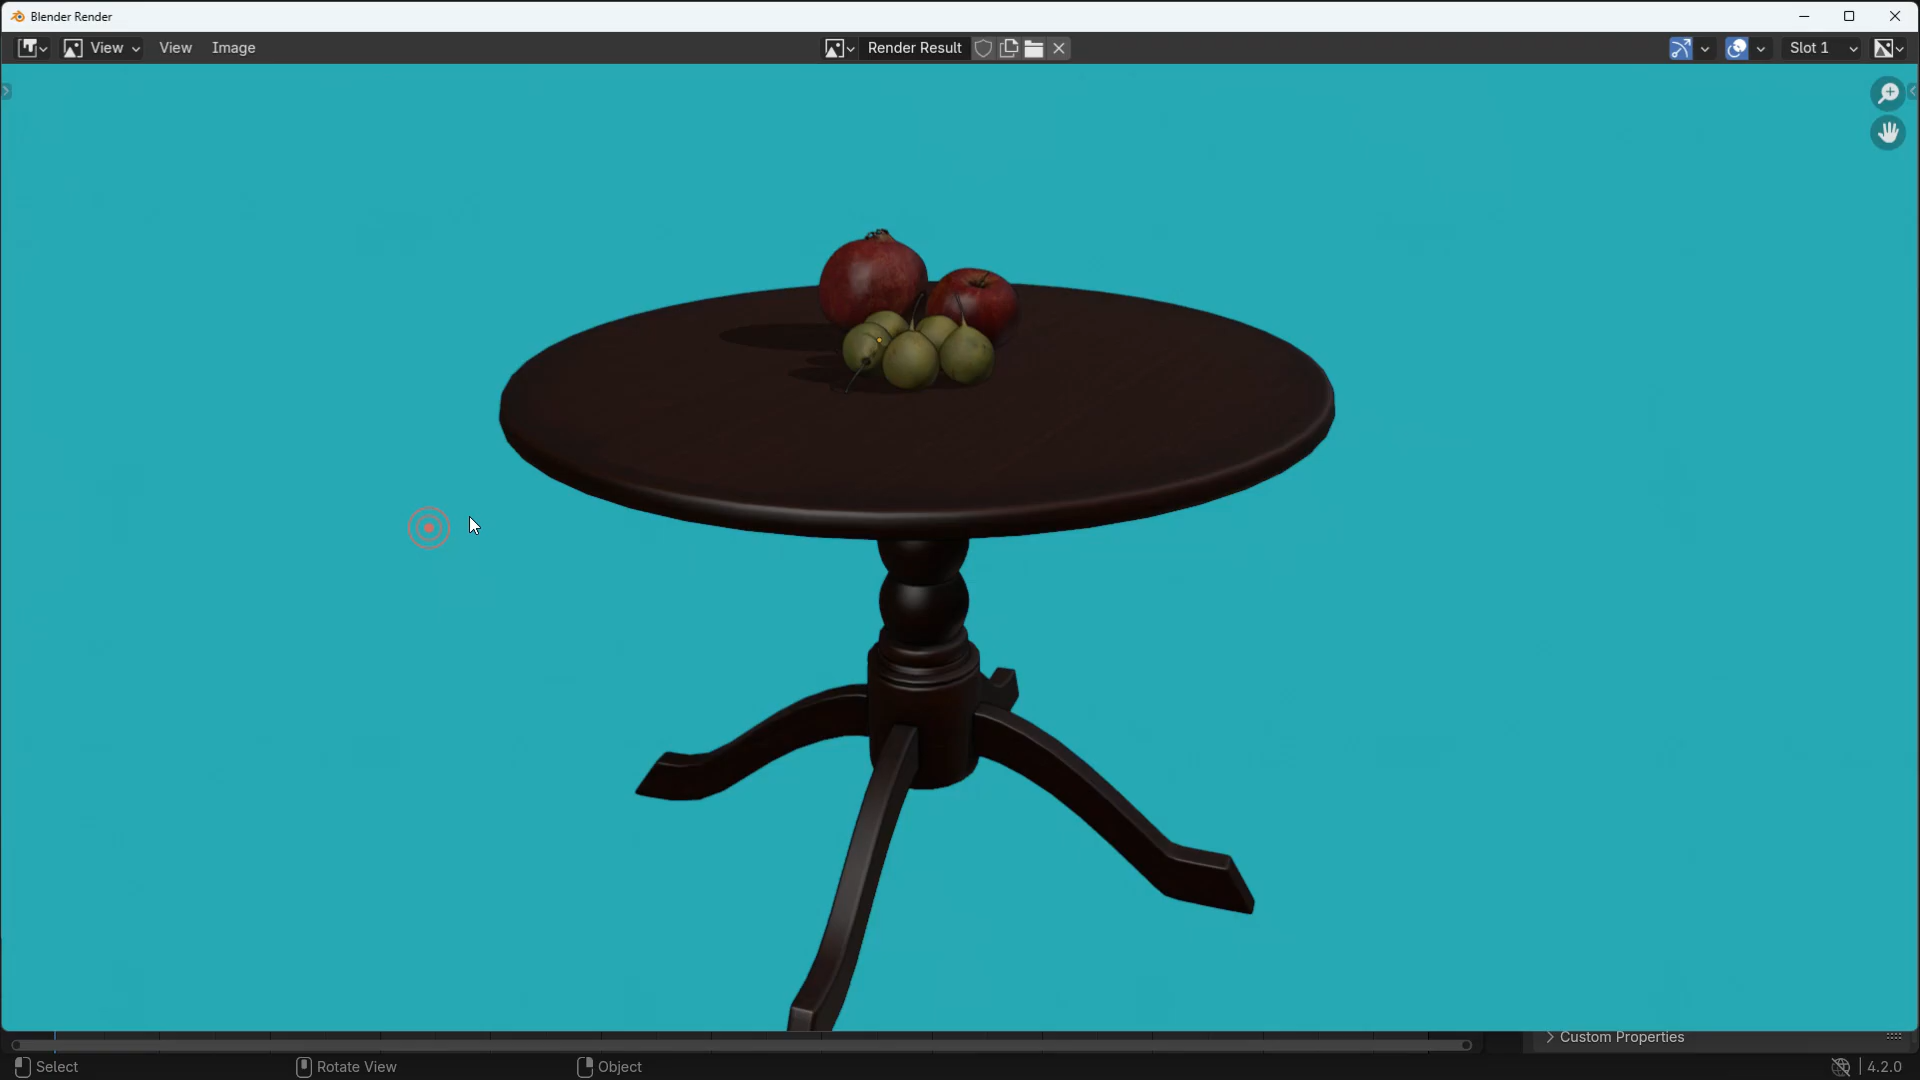 Blender Render
View View Image Render Result Slot 1
Custom Properties
Select Rotate View Object 4.2.0